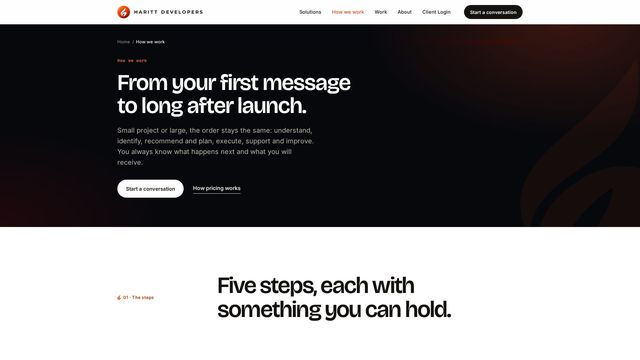 HARITT DEVELOPERS
Solutions
How we work
Work
About
Client Login
Start a conversation
Home / How we work
How we work
From your first message
to long after launch.
Small project or large, the order stays the same: understand,
identify, recommend and plan, execute, support and improve.
You always know what happens next and what you will
receive.
Start a conversation
How pricing works
01 · The steps
Five steps, each with
something you can hold.